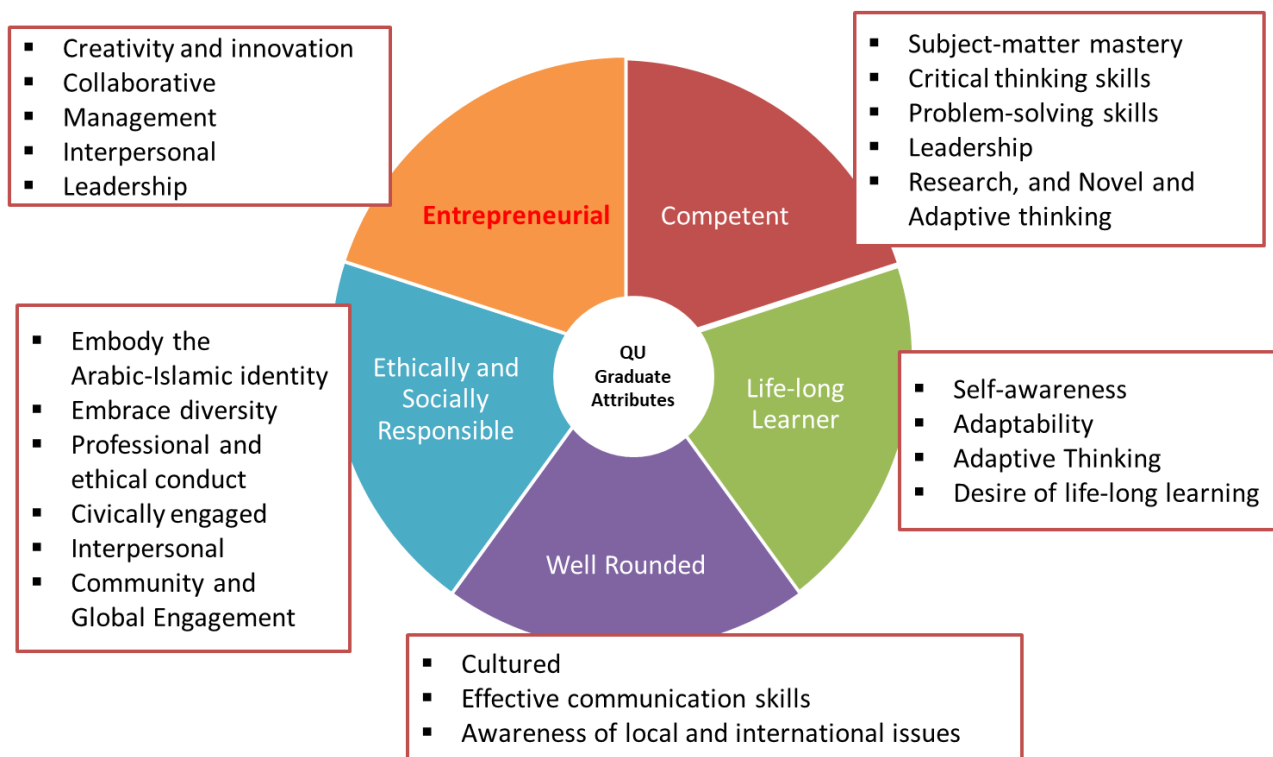 ▪ Creativity and innovation
▪ Collaborative
▪ Management
▪ Interpersonal
▪ Leadership
▪ Subject-matter mastery
▪ Critical thinking skills
▪ Problem-solving skills
▪ Leadership
▪ Research, and Novel and
Adaptive thinking
Entrepreneurial
Competent
▪ Embody the
Arabic-Islamic identity
▪ Embrace diversity
▪ Professional and
ethical conduct
▪ Civically engaged
▪ Interpersonal
▪ Community and
Global Engagement
Ethically and
Socially
Responsible
QU
Graduate
Attributes
Life-long
Learner
▪ Self-awareness
▪ Adaptability
▪ Adaptive Thinking
▪ Desire of life-long learning
Well Rounded
▪ Cultured
▪ Effective communication skills
▪ Awareness of local and international issues